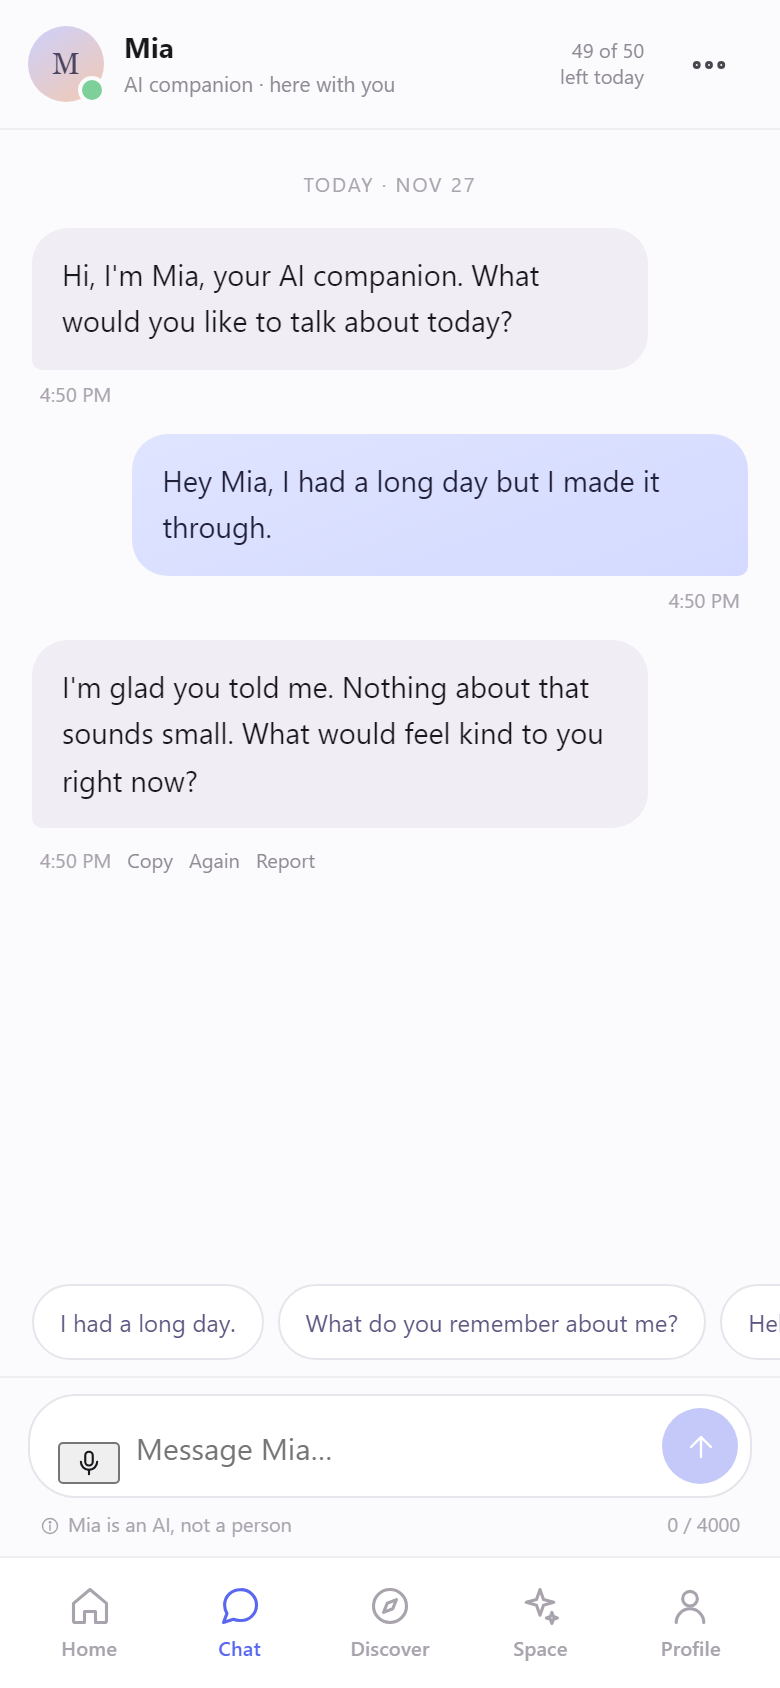 M
Mia
AI companion · here with you
49 of 50
left today
TODAY · NOV 27
Hi, I'm Mia, your AI companion. What
would you like to talk about today?
4:50 PM
Hey Mia, I had a long day but I made it
through.
4:50 PM
I'm glad you told me. Nothing about that
sounds small. What would feel kind to you
right now?
4:50 PM Copy Again Report
I had a long day. What do you remember about me?
Message Mia...
Mia is an AI, not a person 0 / 4000
Home Chat Discover Space Profile